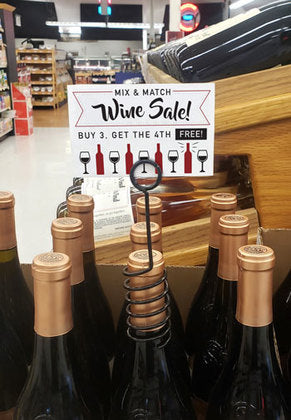 MIX & MATCH
Wine Sale!
BUY 3, GET THE 4TH FREE!